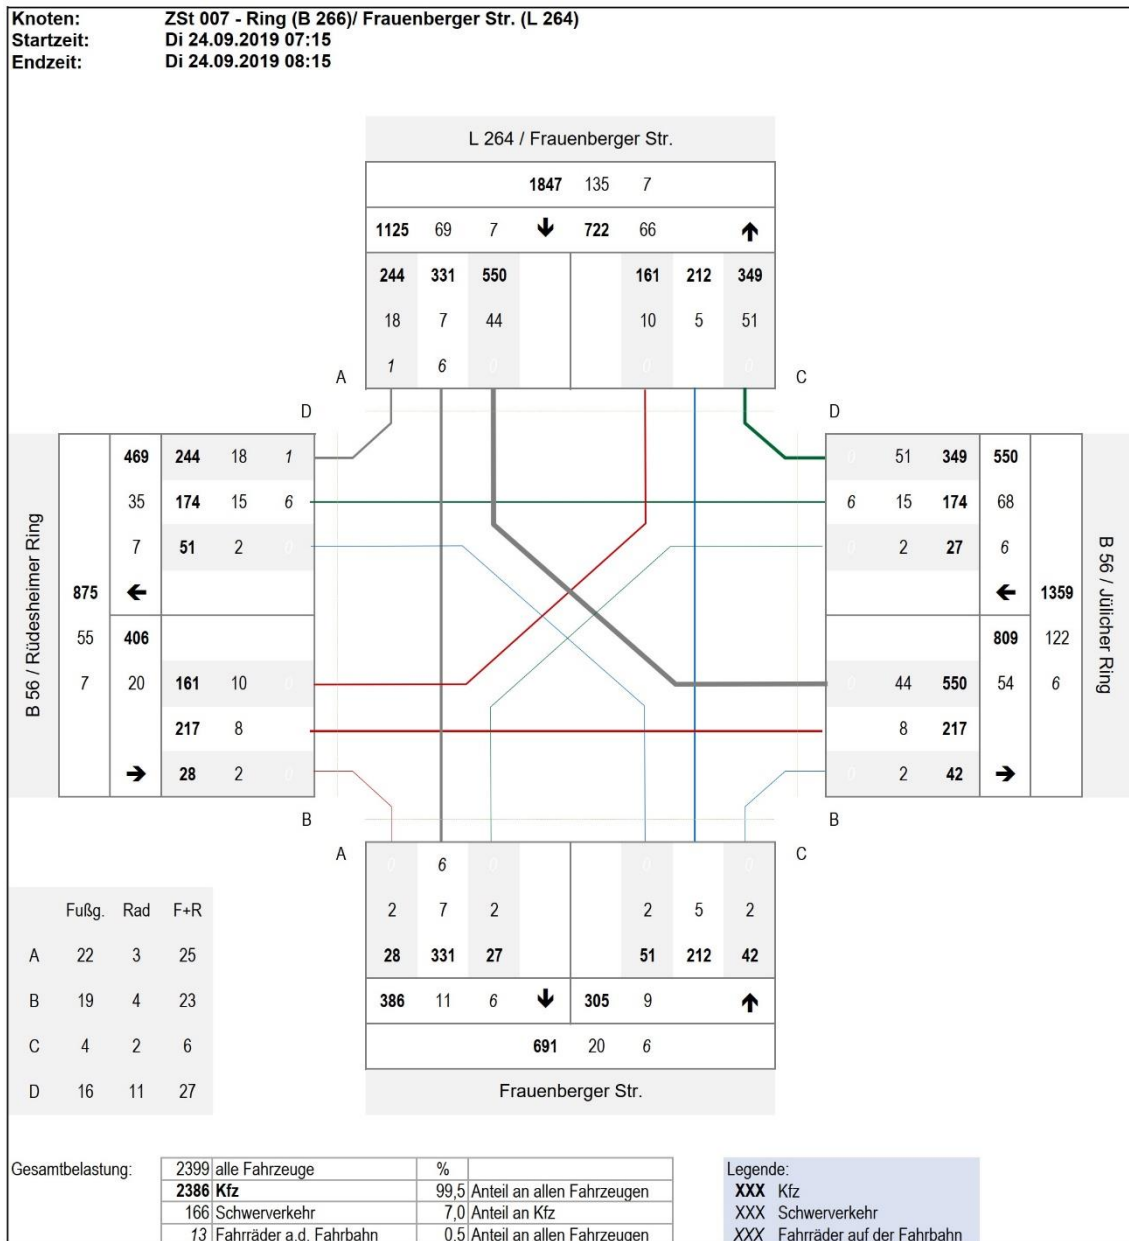 Knoten: ZSt 007 - Ring (B 266)/ Frauenberger Str. (L 264)
Startzeit: Di 24.09.2019 07:15
Endzeit: Di 24.09.2019 08:15
L 264 / Frauenberger Str.
1847 135 7
1125 69 7 ↓ 722 66 ↑
244 331 550 161 212 349
18 7 44 10 5 51
1 6 0 0 0
A C
D D
B 56 / Rüdesheimer Ring
469 244 18 1
35 174 15 6
7 51 2 0
875 ←
55 406
7 20 161 10 0
217 8
→ 28 2 0
0 51 349 550
6 15 174 68
0 2 27 6
← 1359
809 122
0 44 550 54 6
8 217
0 2 42 →
B 56 / Jülicher Ring
B B
A C
0 6 0 0 0
2 7 2 2 5 2
28 331 27 51 212 42
386 11 6 ↓ 305 9 ↑
691 20 6
Frauenberger Str.
Fußg. Rad F+R
A 22 3 25
B 19 4 23
C 4 2 6
D 16 11 27
Gesamtbelastung: 2399 alle Fahrzeuge %
2386 Kfz 99,5 Anteil an allen Fahrzeugen
166 Schwerverkehr 7,0 Anteil an Kfz
13 Fahrräder a.d. Fahrbahn 0,5 Anteil an allen Fahrzeugen
Legende:
XXX Kfz
XXX Schwerverkehr
XXX Fahrräder auf der Fahrbahn